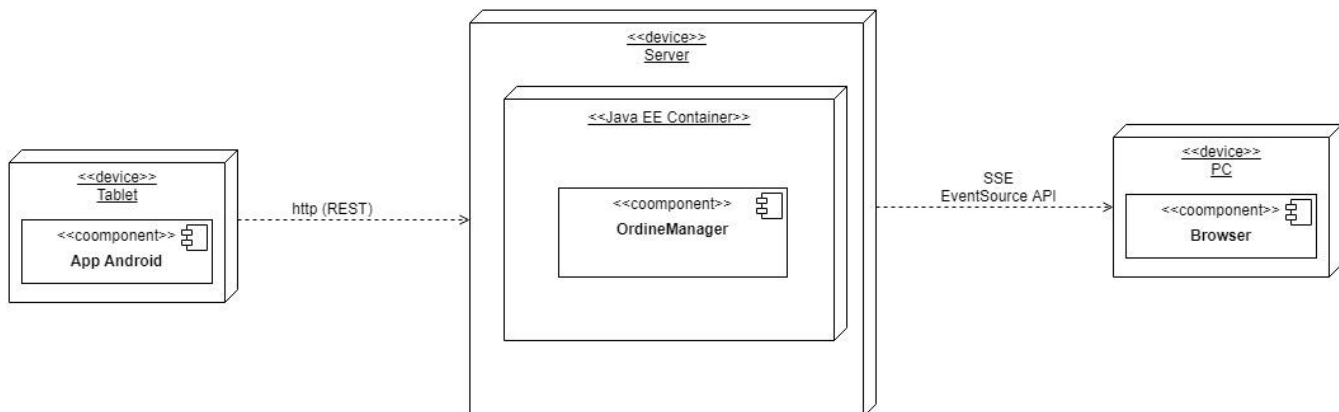 <<device>>
Tablet
<<coomponent>>
App Android
http (REST)
<<device>>
Server
<<Java EE Container>>
<<coomponent>>
OrdineManager
SSE
EventSource API
<<device>>
PC
<<coomponent>>
Browser